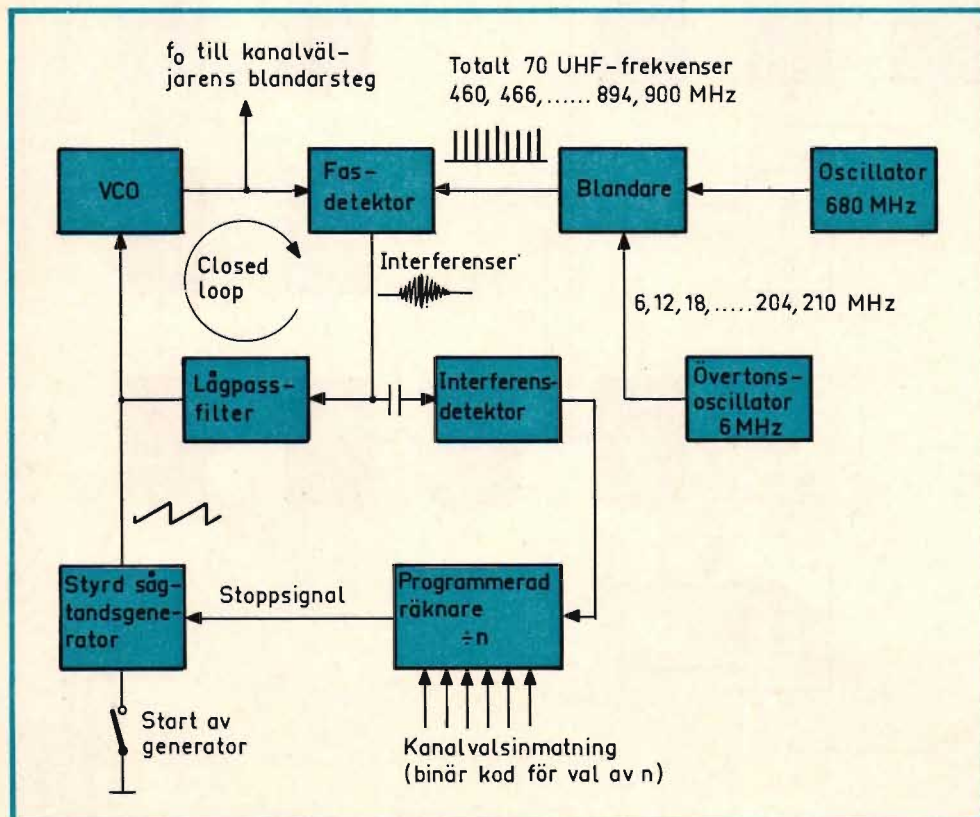 f₀ till kanalväl-
jarens blandarsteg
Totalt 70 UHF-frekvenser
460, 466,...... 894, 900 MHz
VCO
Fas-
detektor
Blandare
Oscillator
680 MHz
Closed
loop
Interferenser
6,12,18,.....204,210 MHz
Lågpass-
filter
Interferens-
detektor
Övertons-
oscillator
6 MHz
Styrd såg-
tandsgene-
rator
Stoppsignal
Programmerad
räknare
÷n
Start av
generator
Kanalvalsinmatning
(binär kod för val av n)